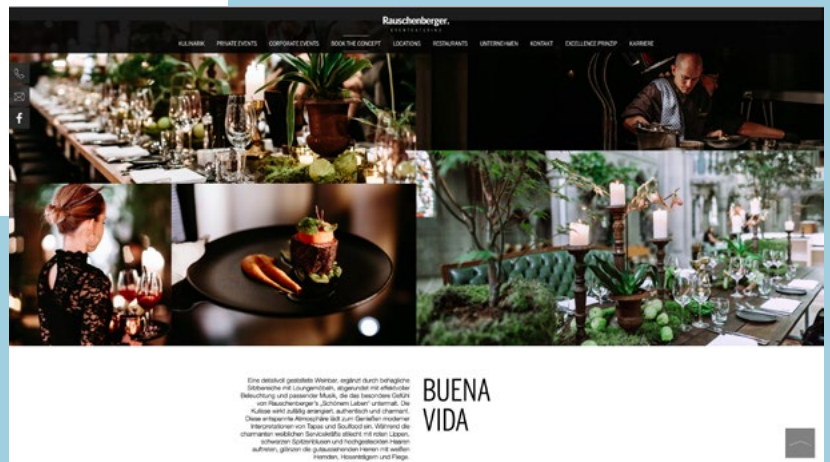 Rauschenberger.
EVENTCATERING
KULINARIK PRIVATE EVENTS CORPORATE EVENTS BOOK THE CONCEPT LOCATIONS RESTAURANTS UNTERNEHMEN KONTAKT EXCELLENCE PRINZIP KARRIERE
f
Eine detailvoll gestaltete Weinbar, ergänzt durch behagliche
Sitzbereiche mit Loungemöbeln, abgerundet mit effektvoller
Beleuchtung und passender Musik, die das besondere Gefühl
von Rauschenberger's „Schönem Leben" untermalt. Die
Kulisse wirkt zufällig arrangiert, authentisch und charmant.
Diese entspannte Atmosphäre lädt zum Genießen moderner
Interpretationen von Tapas und Soulfood ein. Während die
charmanten weiblichen Servicekräfte stilecht mit roten Lippen,
schwarzen Spitzenblusen und hochgesteckten Haaren
auftreten, glänzen die gutaussehenden Herren mit weißen
Hemden, Hosenträgern und Fliege.
BUENA
VIDA